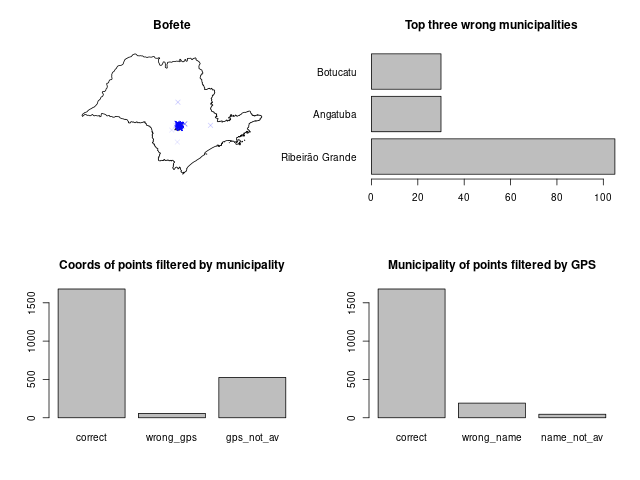 Bofete
Top three wrong municipalities
Botucatu
Angatuba
Ribeirão Grande
0 20 40 60 80 100
Coords of points filtered by municipality
1500
1000
500
0
correct wrong_gps gps_not_av
Municipality of points filtered by GPS
1500
1000
500
0
correct wrong_name name_not_av